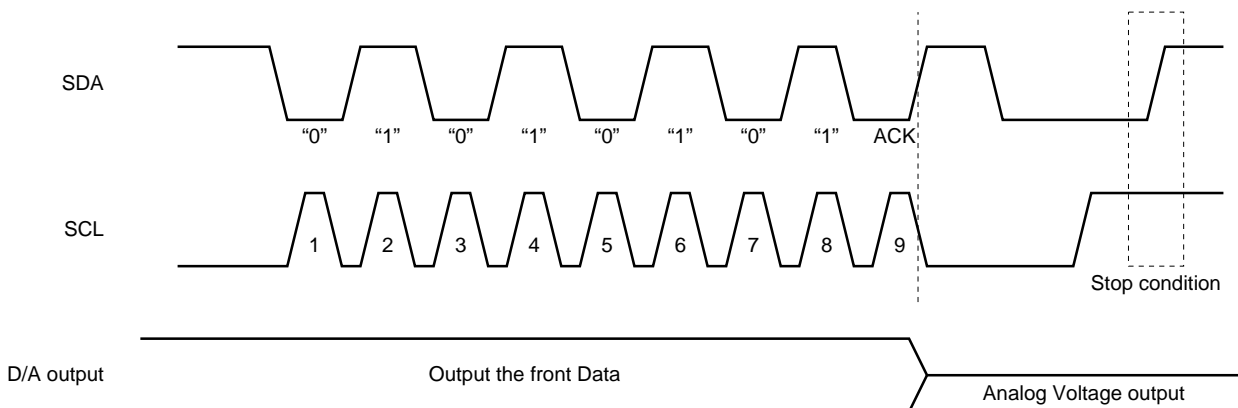 SDA
“0” “1” “0” “1” “0” “1” “0” “1” ACK
SCL
1 2 3 4 5 6 7 8 9
Stop condition
D/A output
Output the front Data
Analog Voltage output